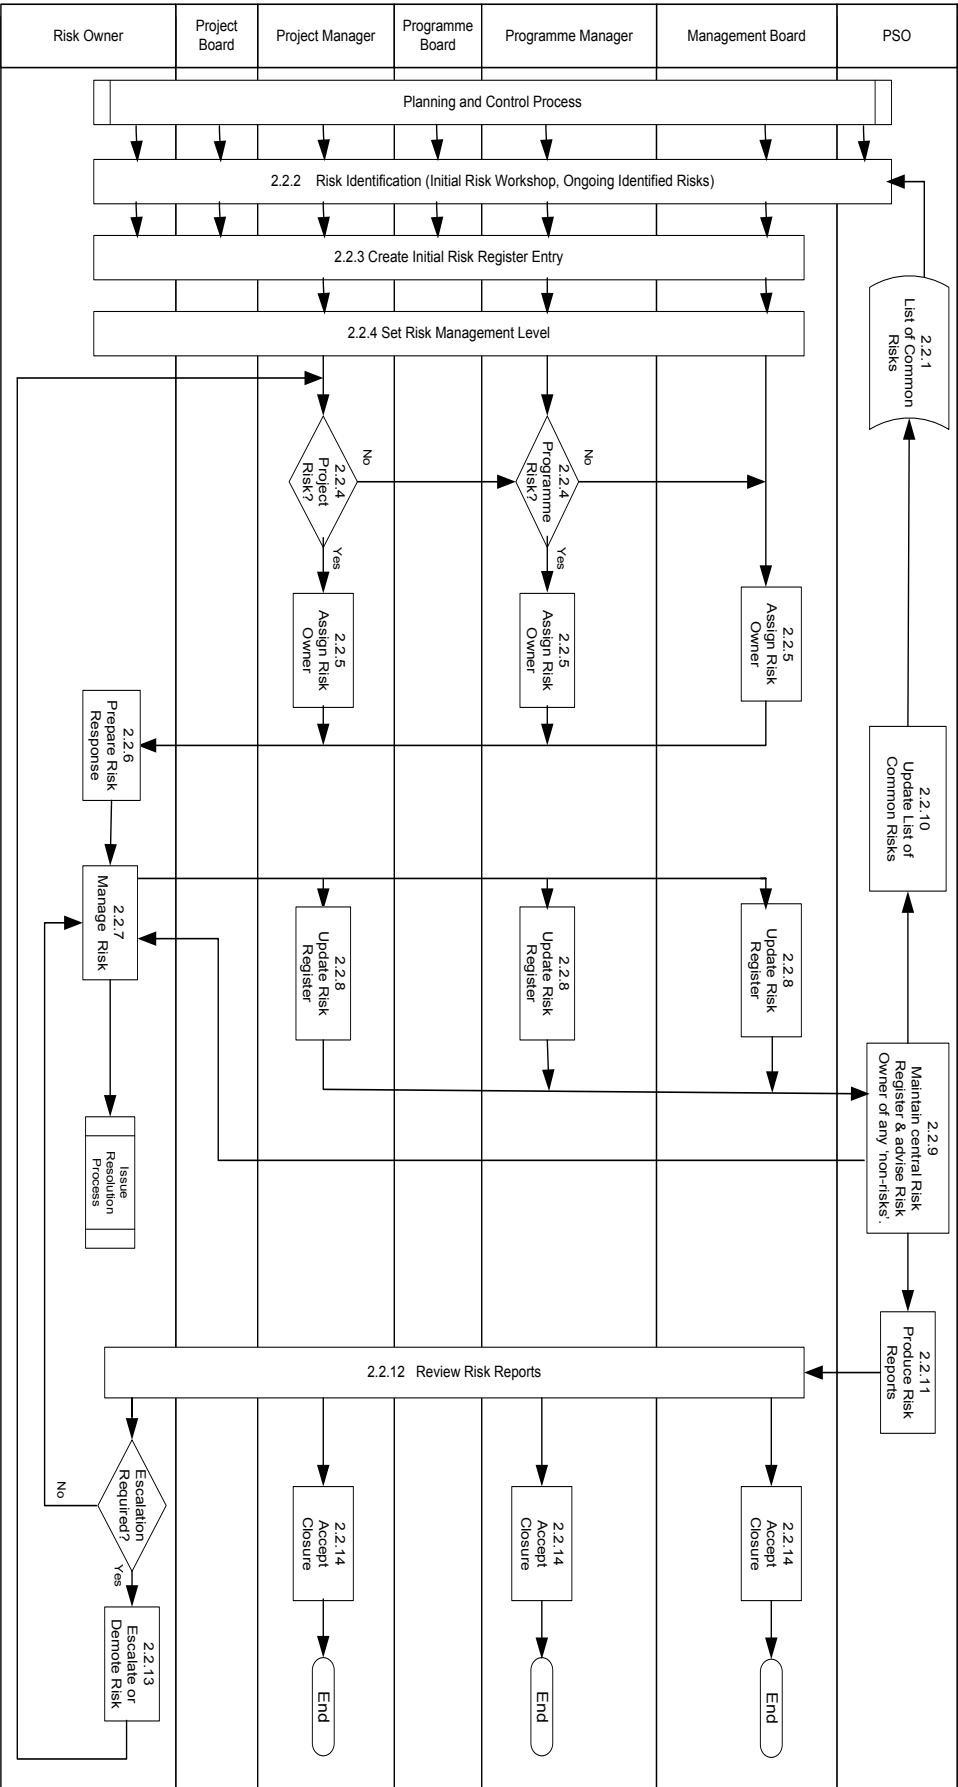 Risk Owner
Project
Board
Project Manager
Programme
Board
Programme Manager
Management Board
PSO
Planning and Control Process
2.2.2 Risk Identification (Initial Risk Workshop, Ongoing Identified Risks)
2.2.3 Create Initial Risk Register Entry
2.2.1
List of Common
Risks
2.2.4 Set Risk Management Level
2.2.4
Project
Risk?
No
Yes
2.2.4
Programme
Risk?
No
Yes
2.2.5
Assign Risk
Owner
2.2.5
Assign Risk
Owner
2.2.5
Assign Risk
Owner
2.2.6
Prepare Risk
Response
2.2.10
Update List of
Common Risks
2.2.7
Manage Risk
2.2.8
Update Risk
Register
2.2.8
Update Risk
Register
2.2.8
Update Risk
Register
2.2.9
Maintain central Risk
Register & advise Risk
Owner of any 'non-risks'.
Issue
Resolution
Process
2.2.11
Produce Risk
Reports
2.2.12 Review Risk Reports
Escalation
Required?
No
Yes
2.2.14
Accept
Closure
2.2.14
Accept
Closure
2.2.14
Accept
Closure
2.2.13
Escalate or
Demote Risk
End
End
End